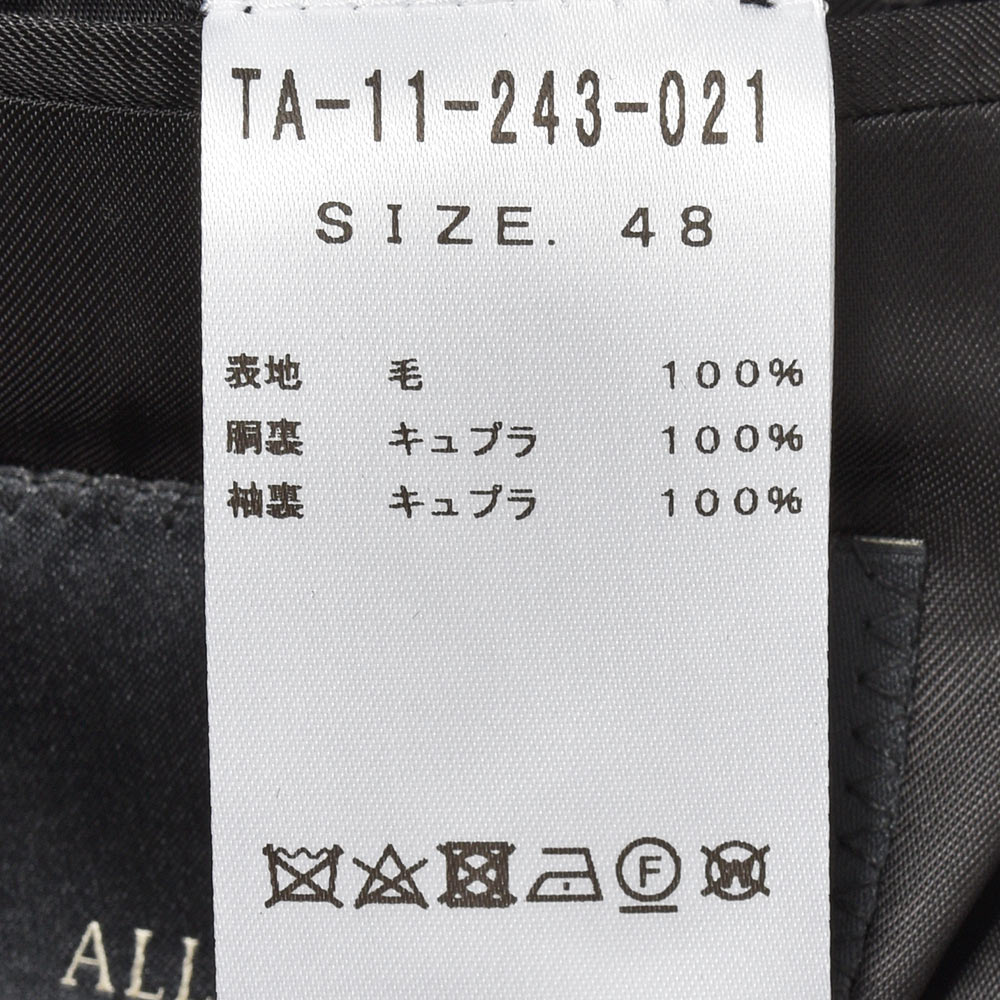 TA-11-243-021
SIZE. 48
表地 毛 100%
胴裏 キュプラ 100%
袖裏 キュプラ 100%
F W
ALL